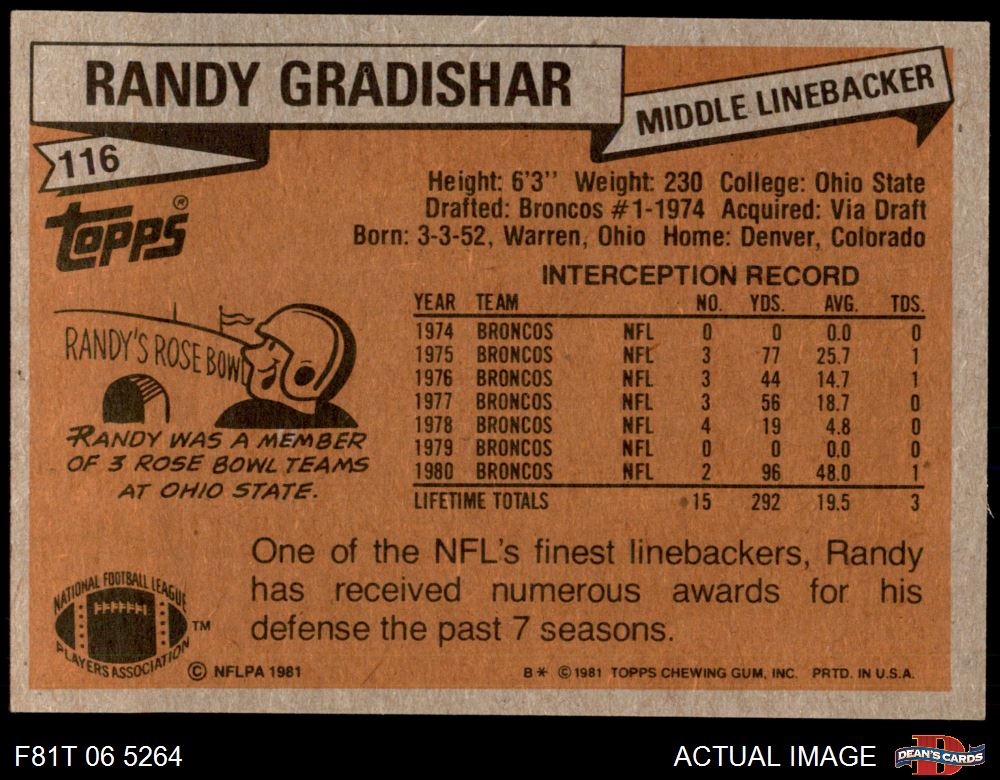 RANDY GRADISHAR
MIDDLE LINEBACKER
116
topps®
Height: 6'3" Weight: 230 College: Ohio State
Drafted: Broncos #1-1974 Acquired: Via Draft
Born: 3-3-52, Warren, Ohio Home: Denver, Colorado
INTERCEPTION RECORD
YEAR TEAM NO. YDS. AVG. TDS.
1974 BRONCOS NFL 0 0 0.0 0
1975 BRONCOS NFL 3 77 25.7 1
1976 BRONCOS NFL 3 44 14.7 1
1977 BRONCOS NFL 3 56 18.7 0
1978 BRONCOS NFL 4 19 4.8 0
1979 BRONCOS NFL 0 0 0.0 0
1980 BRONCOS NFL 2 96 48.0 1
LIFETIME TOTALS 15 292 19.5 3
RANDY'S ROSE BOWL
RANDY WAS A MEMBER
OF 3 ROSE BOWL TEAMS
AT OHIO STATE.
One of the NFL's finest linebackers, Randy
has received numerous awards for his
defense the past 7 seasons.
NATIONAL FOOTBALL LEAGUE
PLAYERS ASSOCIATION
TM
© NFLPA 1981
B* ©1981 TOPPS CHEWING GUM, INC. PRTD. IN U.S.A.
F81T 06 5264
ACTUAL IMAGE
DEAN'S CARDS